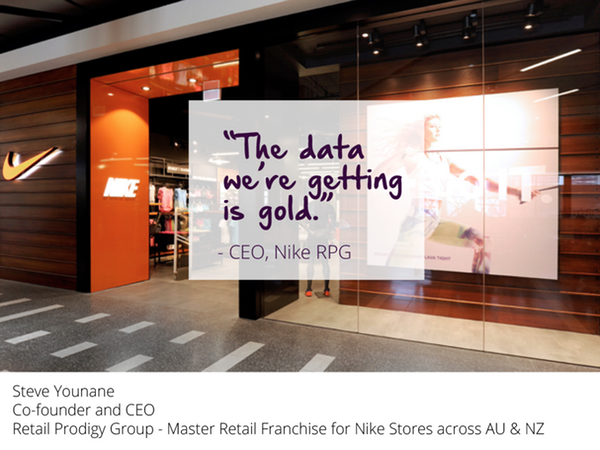 NIKE
"The data
we're getting
is gold."
- CEO, Nike RPG
IT.
Steve Younane
Co-founder and CEO
Retail Prodigy Group - Master Retail Franchise for Nike Stores across AU & NZ